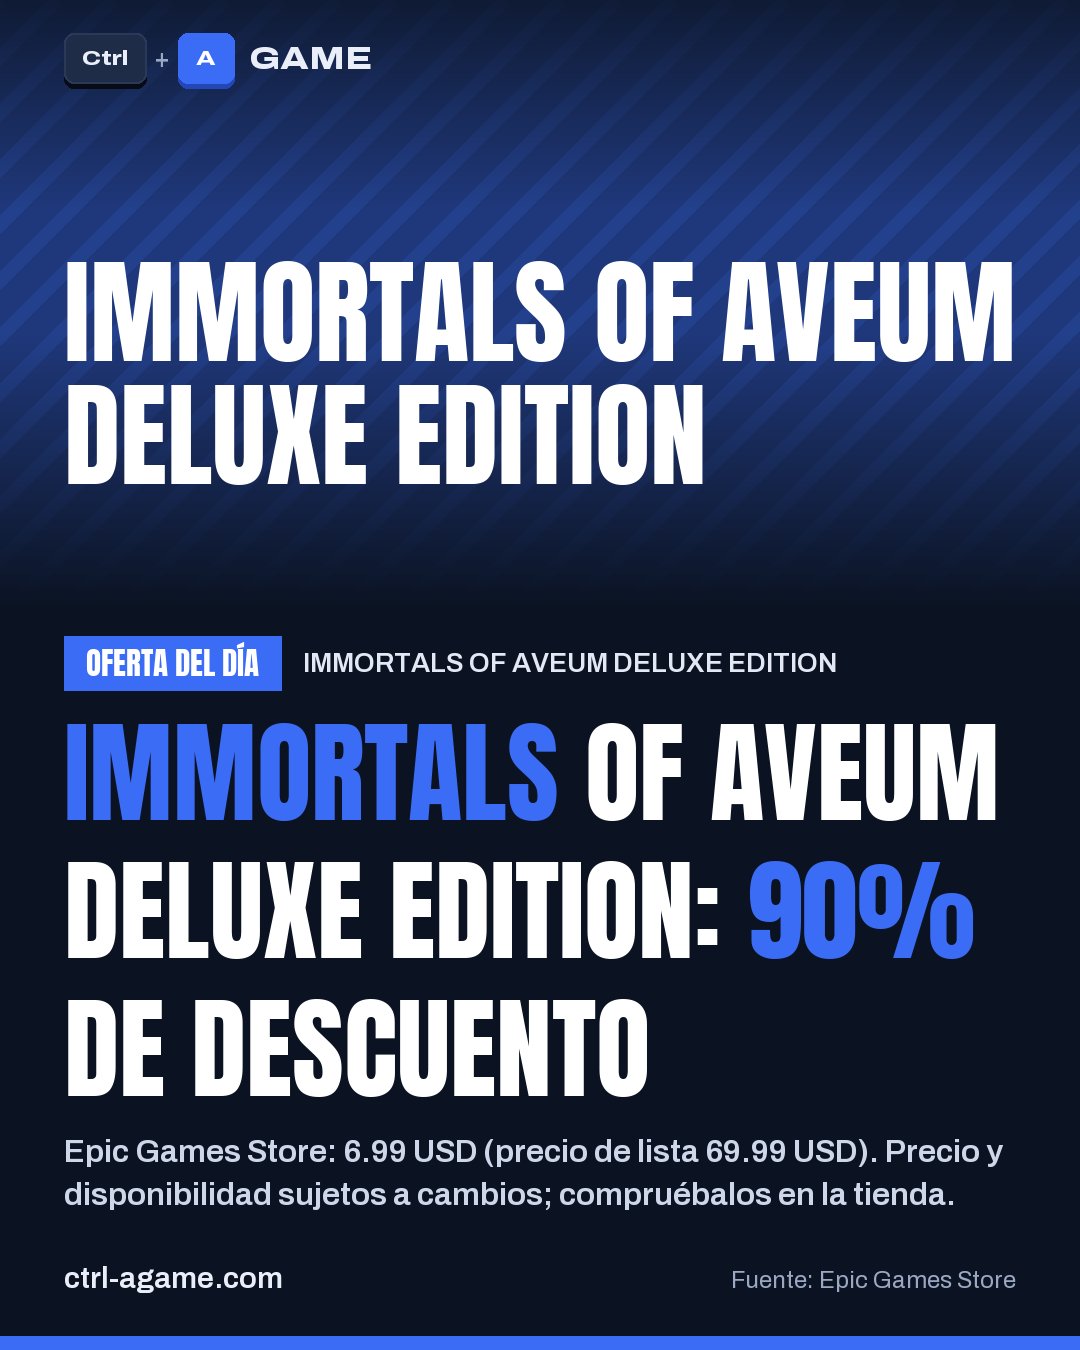 Ctrl + A GAME
IMMORTALS OF AVEUM
DELUXE EDITION
OFERTA DEL DÍA IMMORTALS OF AVEUM DELUXE EDITION
IMMORTALS OF AVEUM
DELUXE EDITION: 90%
DE DESCUENTO
Epic Games Store: 6.99 USD (precio de lista 69.99 USD). Precio y
disponibilidad sujetos a cambios; compruébalos en la tienda.
ctrl-agame.com Fuente: Epic Games Store